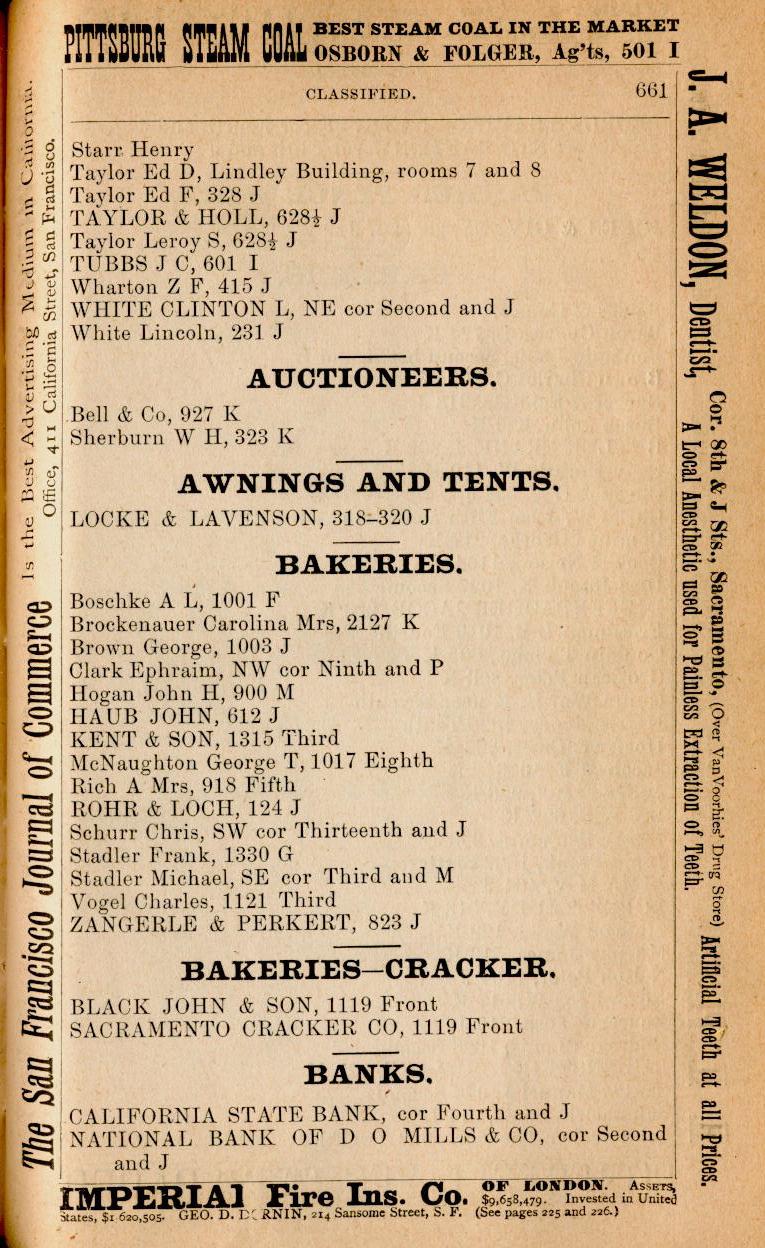 PITTSBURG STEAM COAL BEST STEAM COAL IN THE MARKET
OSBORN & FOLGER, Ag'ts, 501 I
CLASSIFIED. 661
Starr Henry
Taylor Ed D, Lindley Building, rooms 7 and 8
Taylor Ed F, 328 J
TAYLOR & HOLL, 628½ J
Taylor Leroy S, 628½ J
TUBBS J C, 601 I
Wharton Z F, 415 J
WHITE CLINTON L, NE cor Second and J
White Lincoln, 231 J
AUCTIONEERS.
Bell & Co, 927 K
Sherburn W H, 323 K
AWNINGS AND TENTS.
LOCKE & LAVENSON, 318–320 J
BAKERIES.
Boschke A L, 1001 F
Brockenauer Carolina Mrs, 2127 K
Brown George, 1003 J
Clark Ephraim, NW cor Ninth and P
Hogan John H, 900 M
HAUB JOHN, 612 J
KENT & SON, 1315 Third
McNaughton George T, 1017 Eighth
Rich A Mrs, 918 Fifth
ROHR & LOCH, 124 J
Schurr Chris, SW cor Thirteenth and J
Stadler Frank, 1330 G
Stadler Michael, SE cor Third and M
Vogel Charles, 1121 Third
ZANGERLE & PERKERT, 823 J
BAKERIES—CRACKER.
BLACK JOHN & SON, 1119 Front
SACRAMENTO CRACKER CO, 1119 Front
BANKS.
CALIFORNIA STATE BANK, cor Fourth and J
NATIONAL BANK OF D O MILLS & CO, cor Second
and J
IMPERIAl Fire Ins. Co. OF LONDON. ASSETS,
$9,658,479. Invested in United
States, $1 620,505. GEO. D. RNIN, 214 Sansome Street, S. F. (See pages 225 and 226.)
The San Francisco Journal of Commerce Is the Best Advertising Medium in California.
Office, 411 California Street, San Francisco.
J. A. WELDON, Dentist, Cor. 8th & J Sts., Sacramento, (Over VanVoorhies' Drug Store) Artificial Teeth at all Prices.
A Local Anesthetic used for Painless Extraction of Teeth.